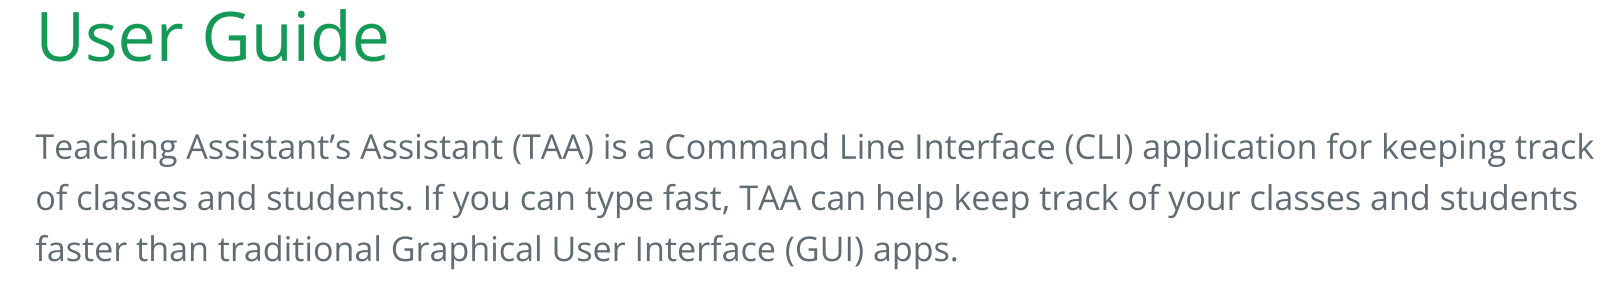 User Guide
Teaching Assistant’s Assistant (TAA) is a Command Line Interface (CLI) application for keeping track
of classes and students. If you can type fast, TAA can help keep track of your classes and students
faster than traditional Graphical User Interface (GUI) apps.